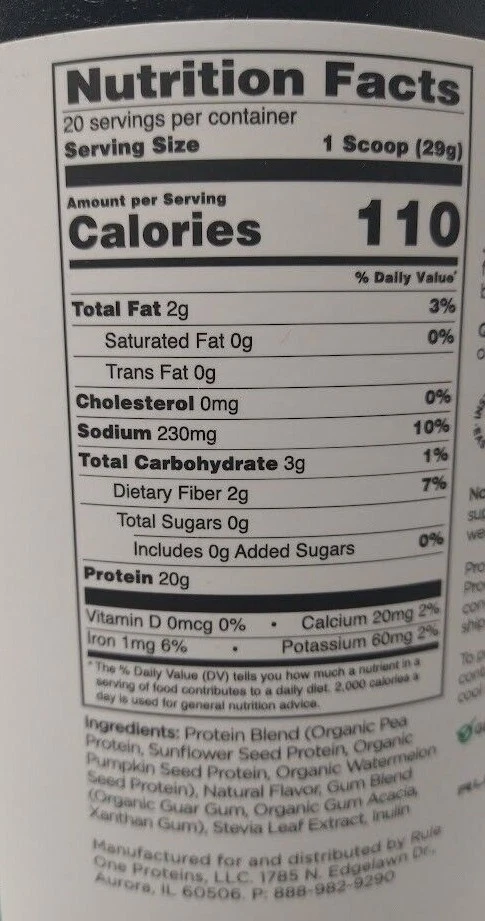 Nutrition Facts
20 servings per container
Serving Size 1 Scoop (29g)
Amount per Serving
Calories 110
% Daily Value*
Total Fat 2g 3%
Saturated Fat 0g 0%
Trans Fat 0g
Cholesterol 0mg 0%
Sodium 230mg 10%
Total Carbohydrate 3g 1%
Dietary Fiber 2g 7%
Total Sugars 0g
Includes 0g Added Sugars 0%
Protein 20g
Vitamin D 0mcg 0% • Calcium 20mg 2%
Iron 1mg 6% • Potassium 60mg 2%
*The % Daily Value (DV) tells you how much a nutrient in a
serving of food contributes to a daily diet. 2,000 calories a
day is used for general nutrition advice.
Ingredients: Protein Blend (Organic Pea
Protein, Sunflower Seed Protein, Organic
Pumpkin Seed Protein, Organic Watermelon
Seed Protein), Natural Flavor, Gum Blend
(Organic Guar Gum, Organic Gum Acacia,
Xanthan Gum), Stevia Leaf Extract, Inulin
Manufactured for and distributed by Rule
One Proteins, LLC. 1785 N. Edgelawn Dr.,
Aurora, IL 60506. P: 888-982-9290